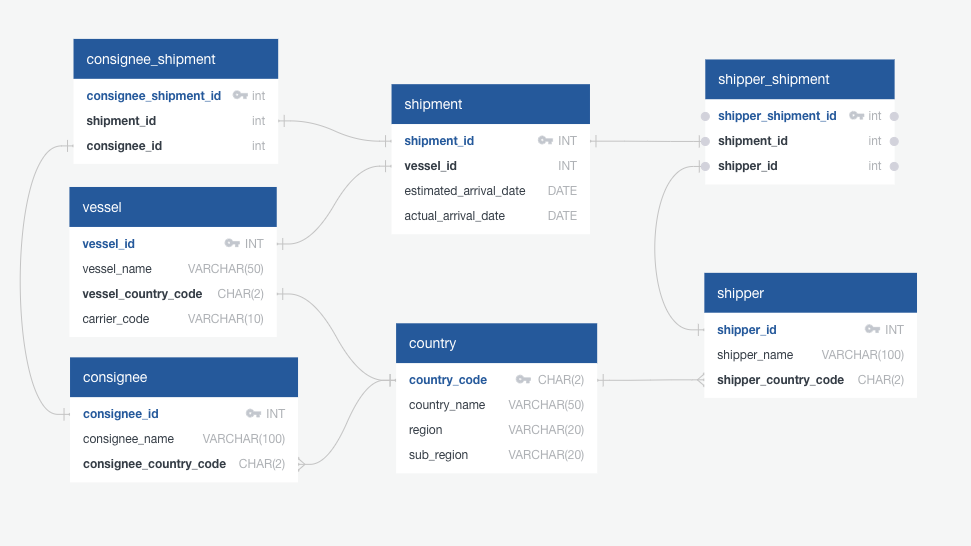 consignee_shipment
consignee_shipment_id int
shipment_id int
consignee_id int
vessel
vessel_id INT
vessel_name VARCHAR(50)
vessel_country_code CHAR(2)
carrier_code VARCHAR(10)
consignee
consignee_id INT
consignee_name VARCHAR(100)
consignee_country_code CHAR(2)
shipment
shipment_id INT
vessel_id INT
estimated_arrival_date DATE
actual_arrival_date DATE
country
country_code CHAR(2)
country_name VARCHAR(50)
region VARCHAR(20)
sub_region VARCHAR(20)
shipper_shipment
shipper_shipment_id int
shipment_id int
shipper_id int
shipper
shipper_id INT
shipper_name VARCHAR(100)
shipper_country_code CHAR(2)